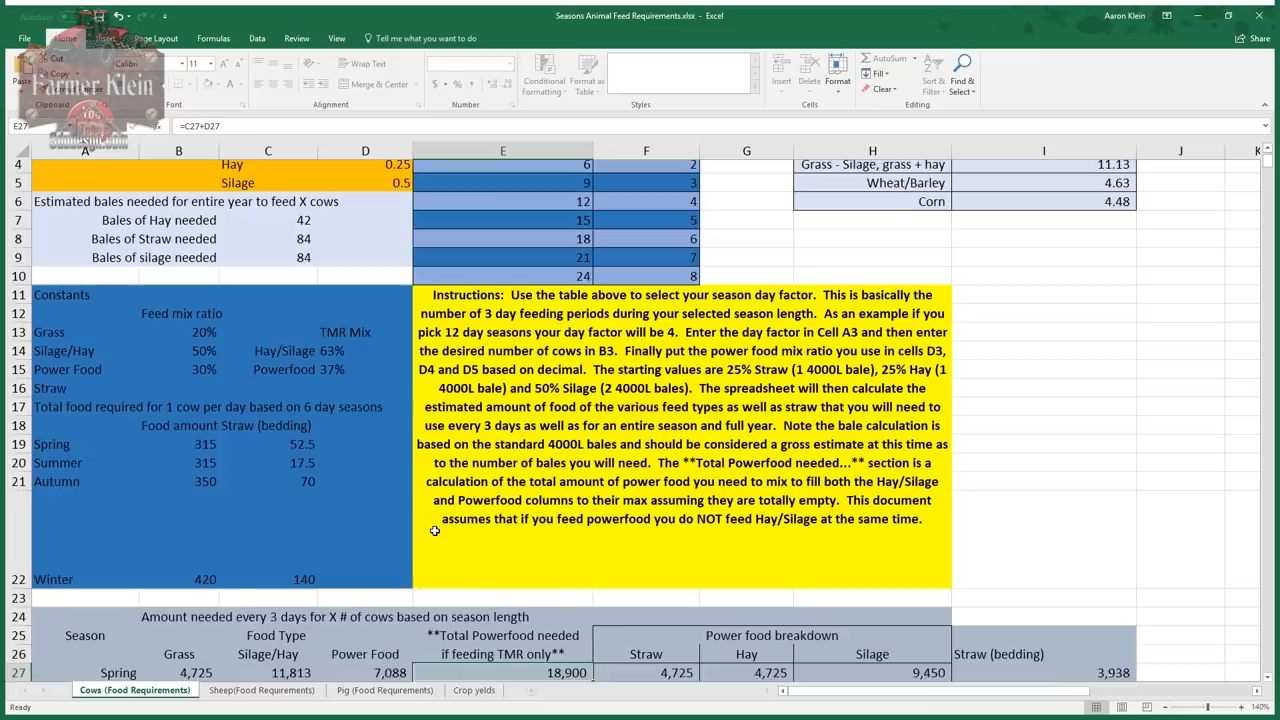 Seasons Animal Feed Requirements.xlsx - Excel
Aaron Klein
File Home Insert Page Layout Formulas Data Review View Tell me what you want to do
Share
Cut
Copy
Paste
Clipboard
Calibri 11
Font
Wrap Text
Merge & Center
Alignment
Number
Conditional Formatting
Format as Table
Styles
Insert Delete Format
Cells
AutoSum
Fill
Clear
Sort & Filter
Find & Select
Editing
Farmer Klein
You Tube
E27 =C27+D27
A B C D E F G H I J K
4 Hay 0.25 6 2 Grass - Silage, grass + hay 11.13
5 Silage 0.5 9 3 Wheat/Barley 4.63
6 Estimated bales needed for entire year to feed X cows 12 4 Corn 4.48
7 Bales of Hay needed 42 15 5
8 Bales of Straw needed 84 18 6
9 Bales of silage needed 84 21 7
10 24 8
11 Constants
12 Feed mix ratio
13 Grass 20% TMR Mix
14 Silage/Hay 50% Hay/Silage 63%
15 Power Food 30% Powerfood 37%
16 Straw
17 Total food required for 1 cow per day based on 6 day seasons
18 Food amount Straw (bedding)
19 Spring 315 52.5
20 Summer 315 17.5
21 Autumn 350 70
22 Winter 420 140
Instructions: Use the table above to select your season day factor. This is basically the
number of 3 day feeding periods during your selected season length. As an example if you
pick 12 day seasons your day factor will be 4. Enter the day factor in Cell A3 and then enter
the desired number of cows in B3. Finally put the power food mix ratio you use in cells D3,
D4 and D5 based on decimal. The starting values are 25% Straw (1 4000L bale), 25% Hay (1
4000L bale) and 50% Silage (2 4000L bales). The spreadsheet will then calculate the
estimated amount of food of the various feed types as well as straw that you will need to
use every 3 days as well as for an entire season and full year. Note the bale calculation is
based on the standard 4000L bales and should be considered a gross estimate at this time as
to the number of bales you will need. The **Total Powerfood needed...** section is a
calculation of the total amount of power food you need to mix to fill both the Hay/Silage
and Powerfood columns to their max assuming they are totally empty. This document
assumes that if you feed powerfood you do NOT feed Hay/Silage at the same time.
23
24 Amount needed every 3 days for X # of cows based on season length
25 Season Food Type **Total Powerfood needed Power food breakdown
26 Grass Silage/Hay Power Food if feeding TMR only** Straw Hay Silage Straw (bedding)
27 Spring 4,725 11,813 7,088 18,900 4,725 4,725 9,450 3,938
Cows (Food Requirements) Sheep(Food Requirements) Pig (Food Requirements) Crop yelds
Ready 140%